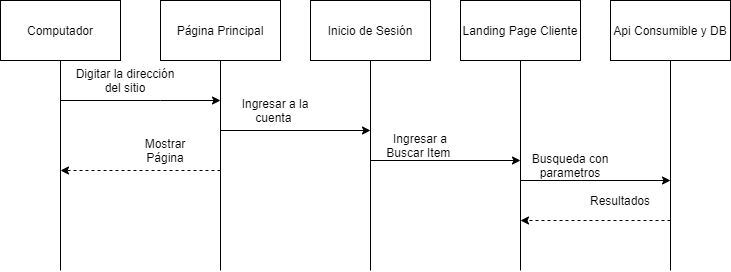 Computador
Página Principal
Inicio de Sesión
Landing Page Cliente
Api Consumible y DB
Digitar la dirección
del sitio
Ingresar a la
cuenta
Mostrar
Página
Ingresar a
Buscar Item
Busqueda con
parametros
Resultados